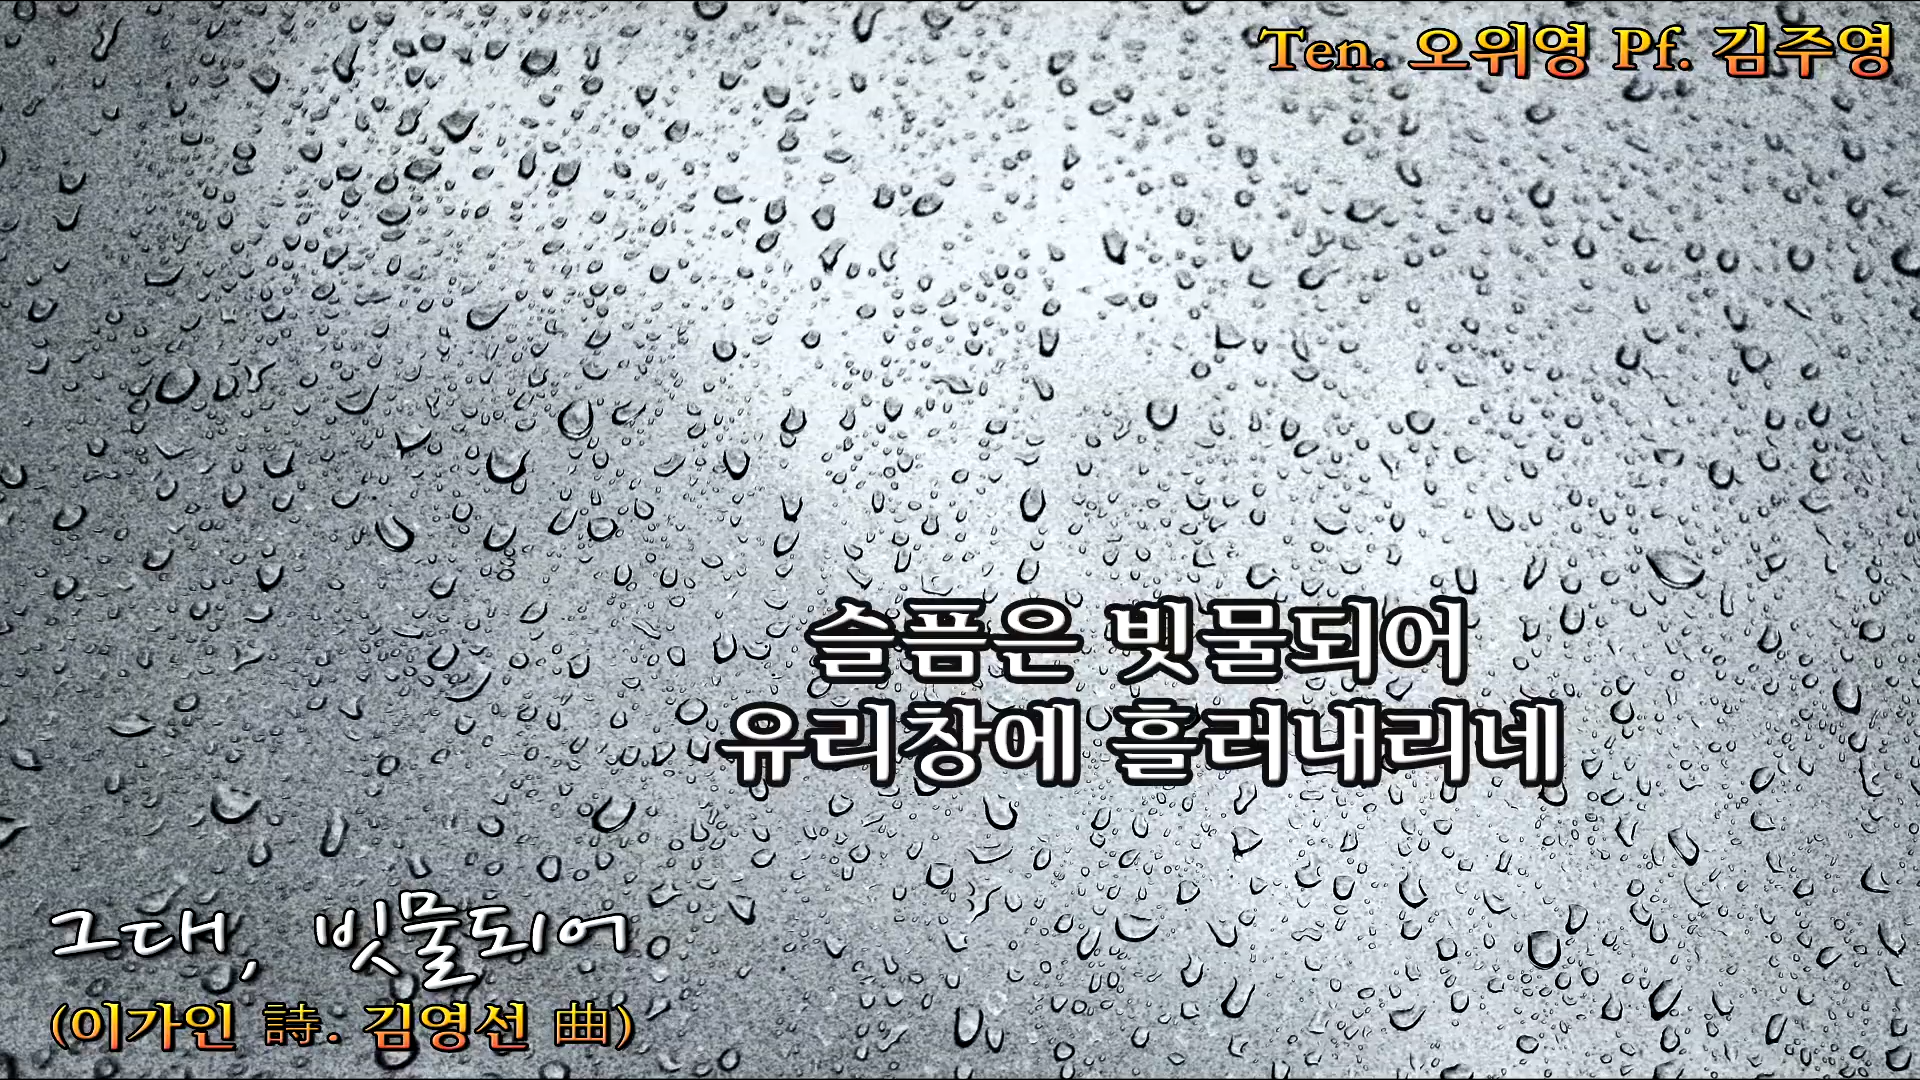 Ten. 오위영 Pf. 김주영
슬픔은 빗물되어
유리창에 흘러내리네
그대, 빗물되어
(이가인 詩. 김영선 曲)